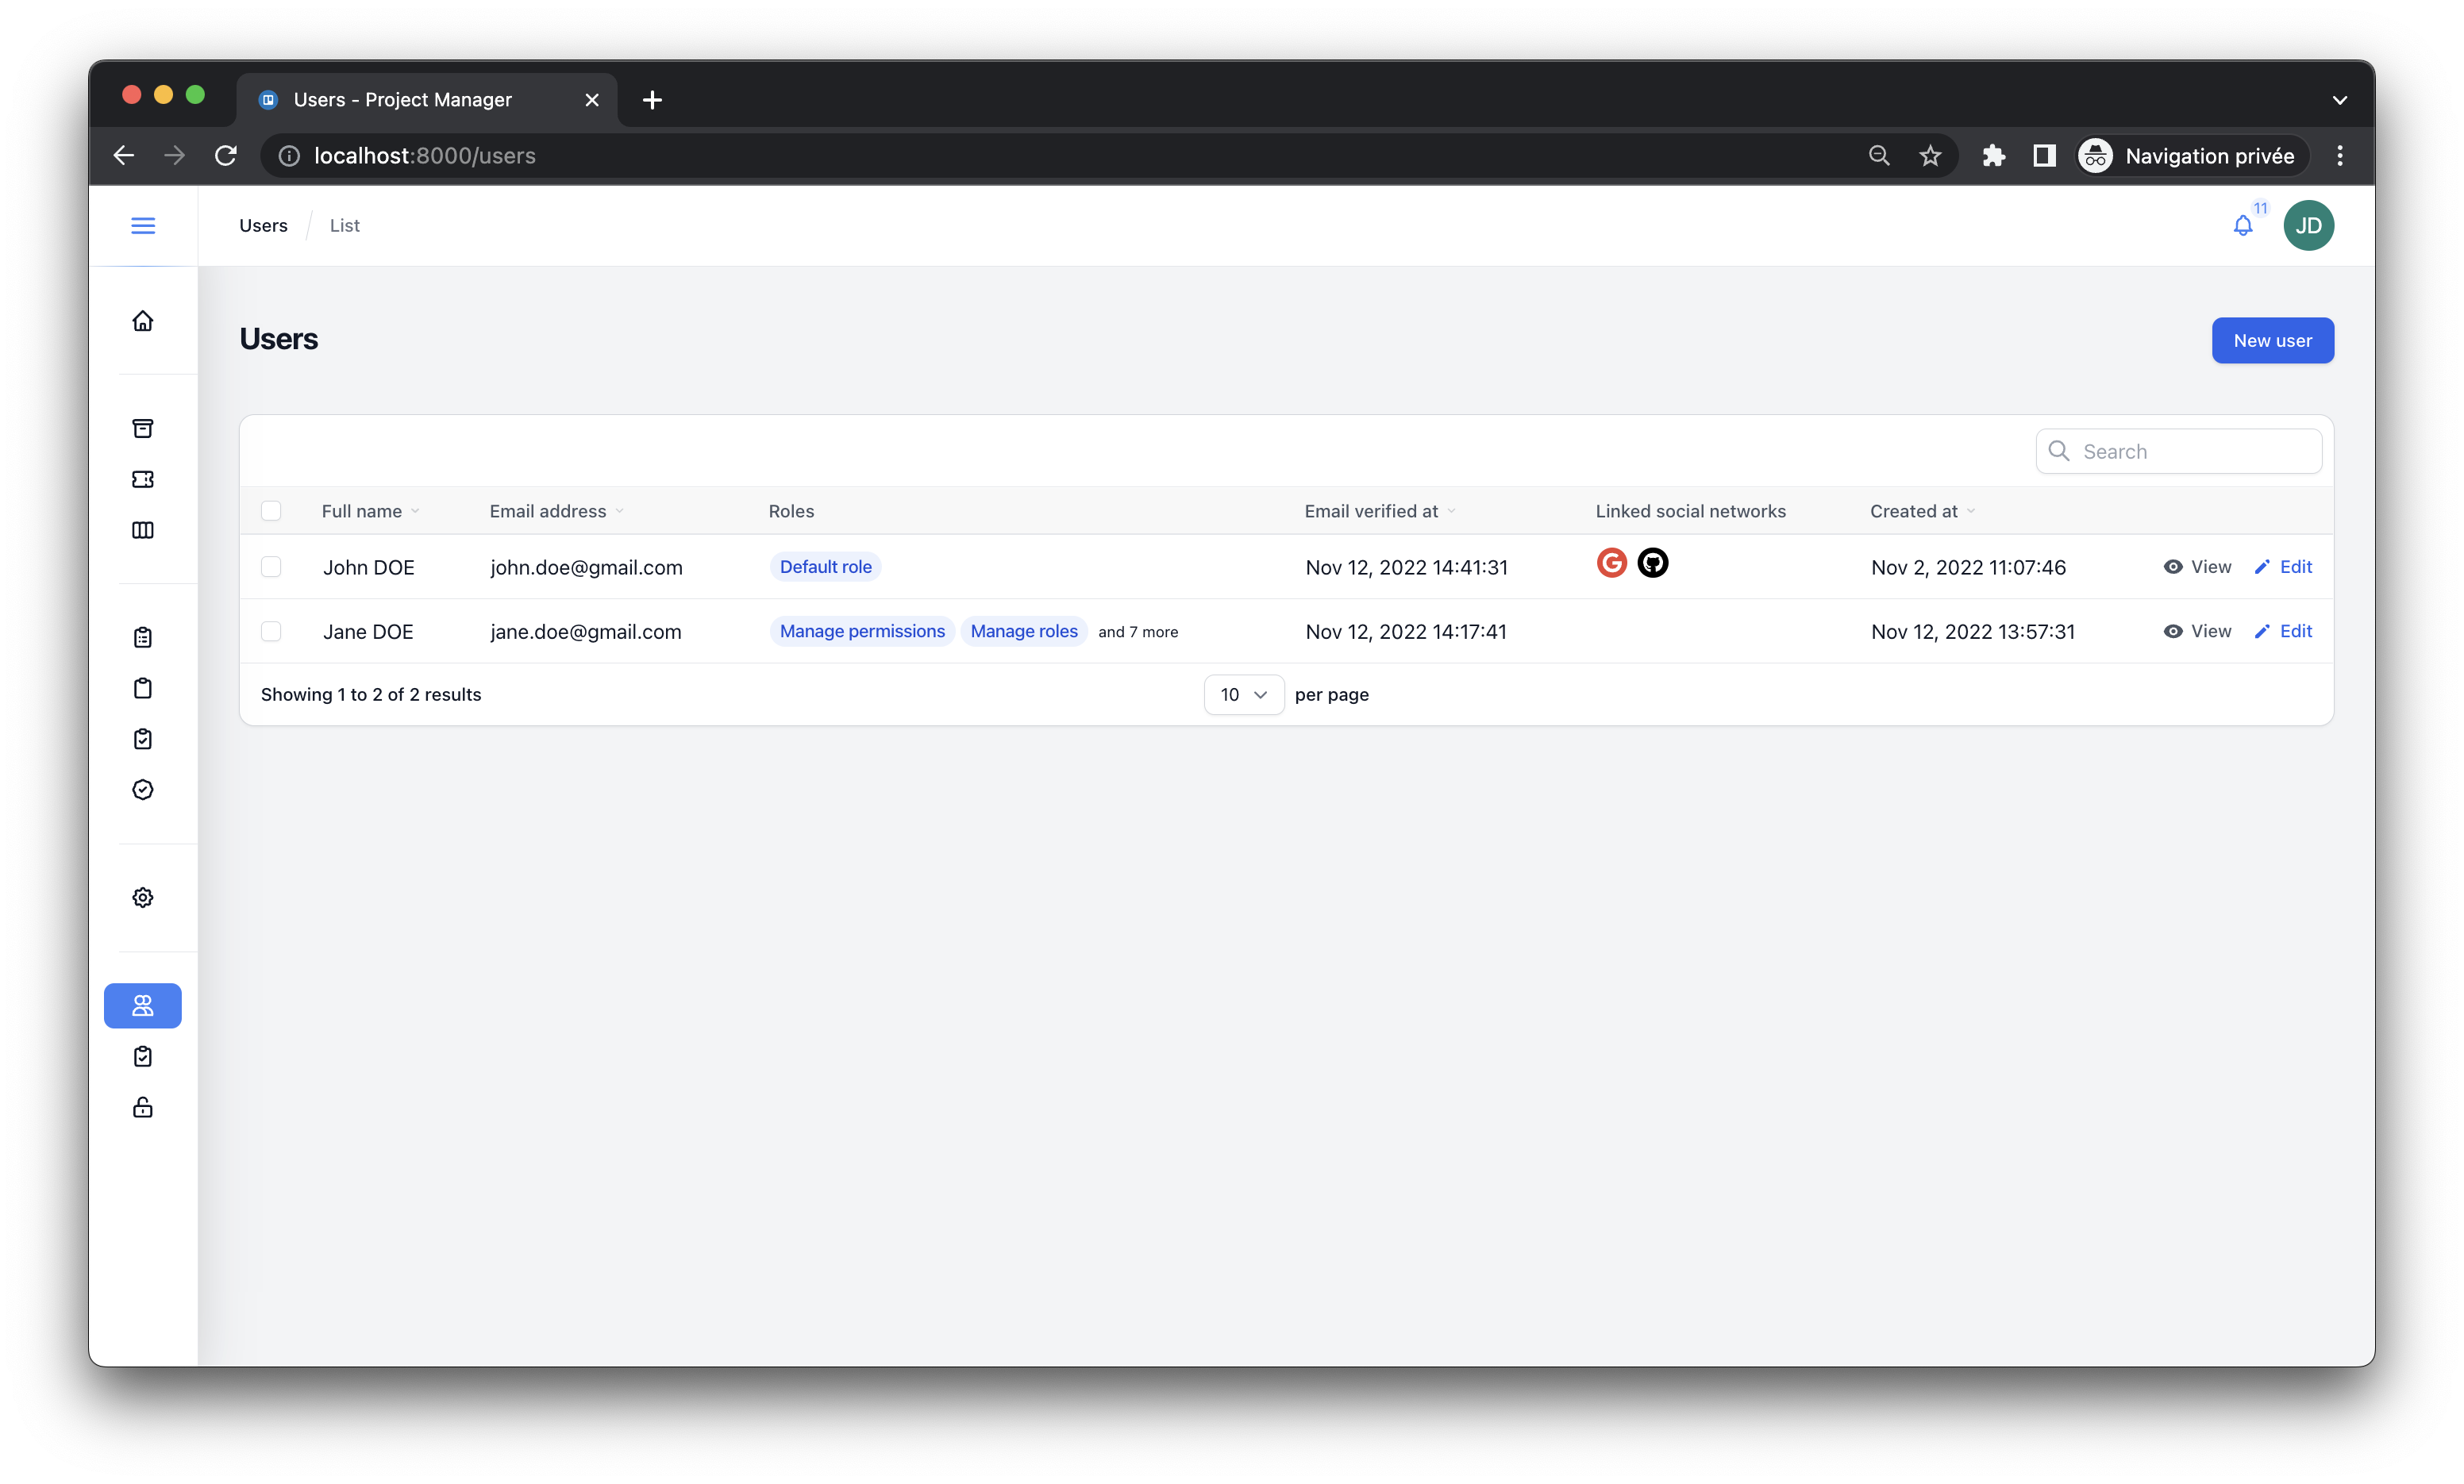 Users - Project Manager
localhost:8000/users
Navigation privée
Users / List
11
JD
Users
New user
Search
Full name Email address Roles Email verified at Linked social networks Created at
John DOE john.doe@gmail.com Default role Nov 12, 2022 14:41:31 G Nov 2, 2022 11:07:46 View Edit
Jane DOE jane.doe@gmail.com Manage permissions Manage roles and 7 more Nov 12, 2022 14:17:41 Nov 12, 2022 13:57:31 View Edit
Showing 1 to 2 of 2 results 10 per page